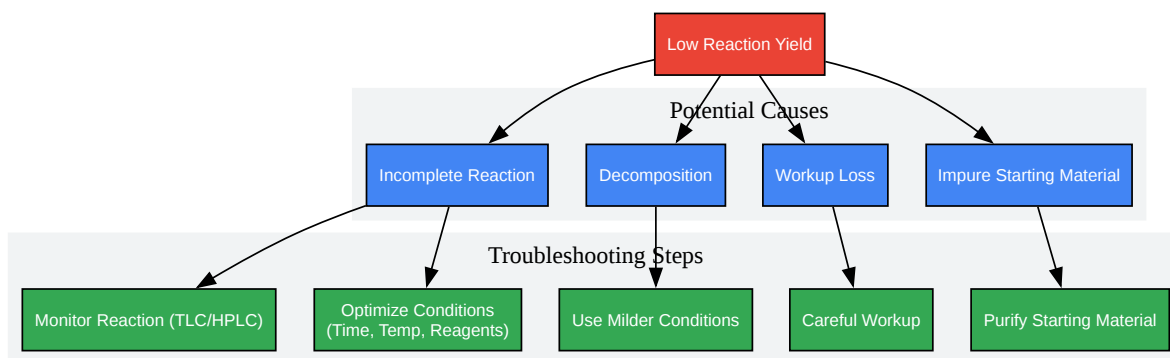 Low Reaction Yield
Potential Causes
Incomplete Reaction
Decomposition
Workup Loss
Impure Starting Material
Troubleshooting Steps
Monitor Reaction (TLC/HPLC)
Optimize Conditions
(Time, Temp, Reagents)
Use Milder Conditions
Careful Workup
Purify Starting Material